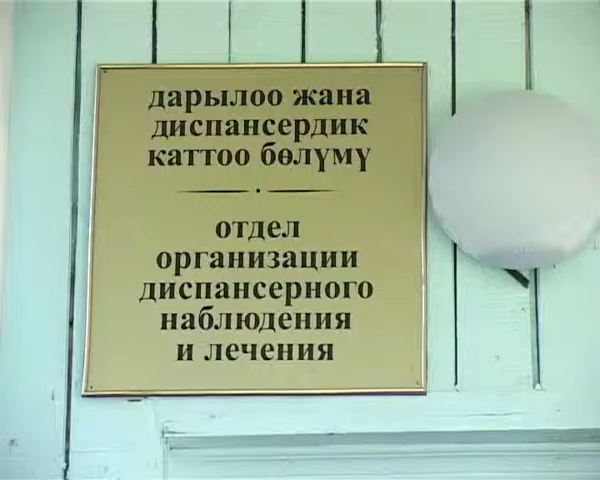 дарылоо жана
диспансердик
каттоо бөлүмү
отдел
организации
диспансерного
наблюдения
и лечения